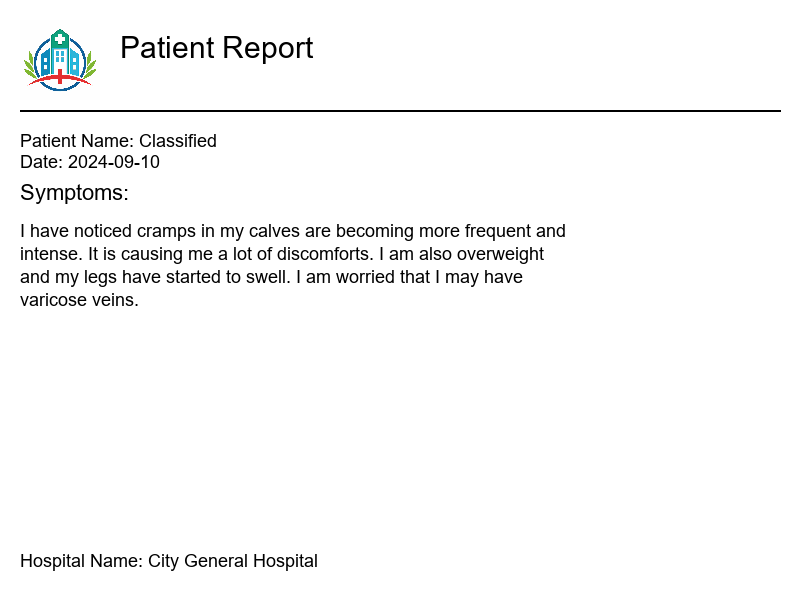 Patient Report
Patient Name: Classified
Date: 2024-09-10
Symptoms:
I have noticed cramps in my calves are becoming more frequent and
intense. It is causing me a lot of discomforts. I am also overweight
and my legs have started to swell. I am worried that I may have
varicose veins.
Hospital Name: City General Hospital